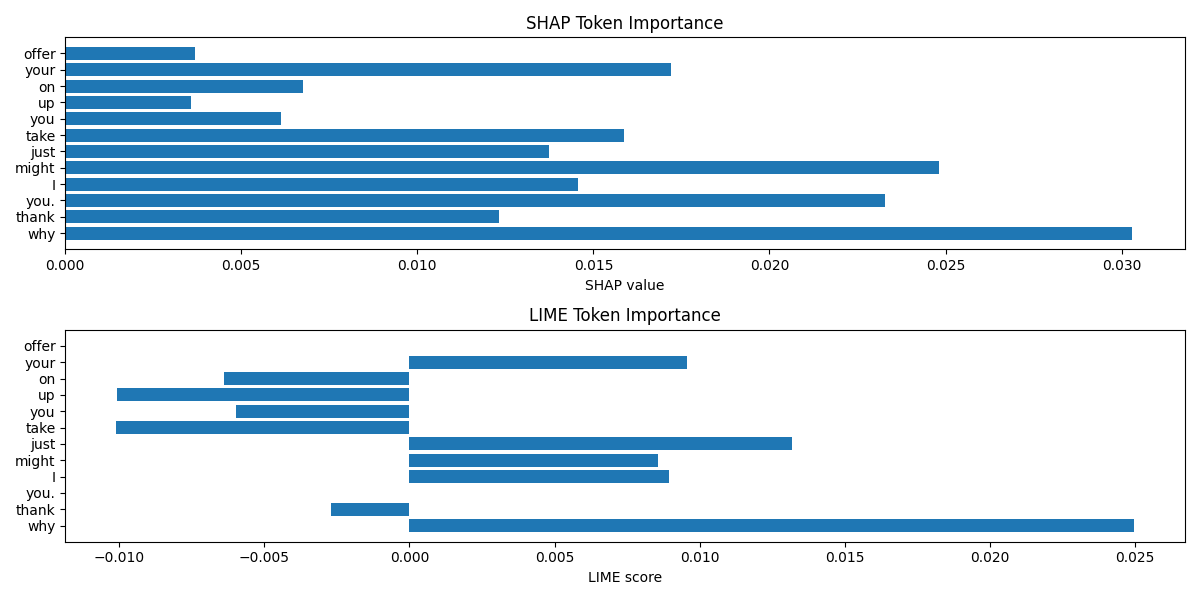 SHAP Token Importance
offer
your
on
up
you
take
just
might
I
you.
thank
why
0.000 0.005 0.010 0.015 0.020 0.025 0.030
SHAP value
LIME Token Importance
offer
your
on
up
you
take
just
might
I
you.
thank
why
−0.010 −0.005 0.000 0.005 0.010 0.015 0.020 0.025
LIME score